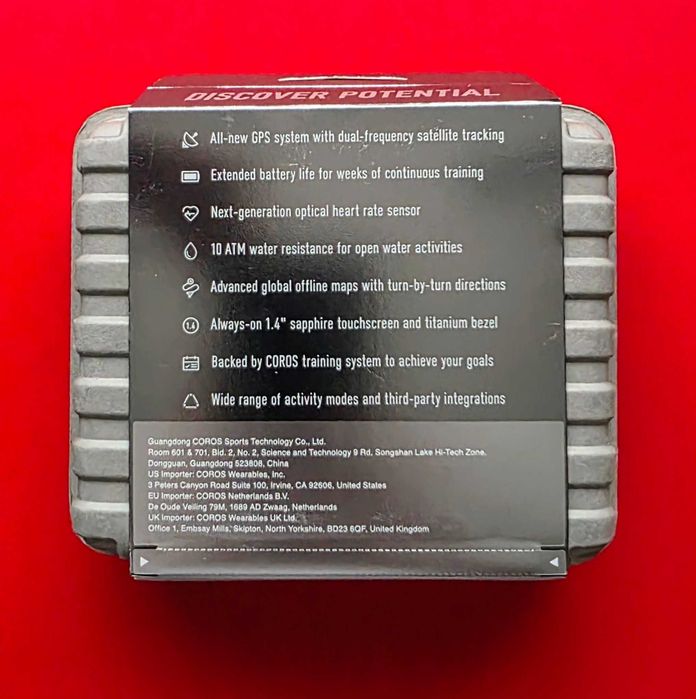 DISCOVER POTENTIAL
All-new GPS system with dual-frequency satellite tracking
Extended battery life for weeks of continuous training
Next-generation optical heart rate sensor
10 ATM water resistance for open water activities
Advanced global offline maps with turn-by-turn directions
1.4 Always-on 1.4" sapphire touchscreen and titanium bezel
Backed by COROS training system to achieve your goals
Wide range of activity modes and third-party integrations
Guangdong COROS Sports Technology Co., Ltd.
Room 601 & 701, Bld. 2, No. 2, Science and Technology 9 Rd. Songshan Lake Hi-Tech Zone.
Dongguan, Guangdong 523808, China
US Importer: COROS Wearables, Inc.
3 Peters Canyon Road Suite 100, Irvine, CA 92606, United States
EU Importer: COROS Netherlands B.V.
De Oude Veiling 79M, 1689 AD Zwaag, Netherlands
UK Importer: COROS Wearables UK Ltd.
Office 1, Embsay Mills, Skipton, North Yorkshire, BD23 6QF, United Kingdom